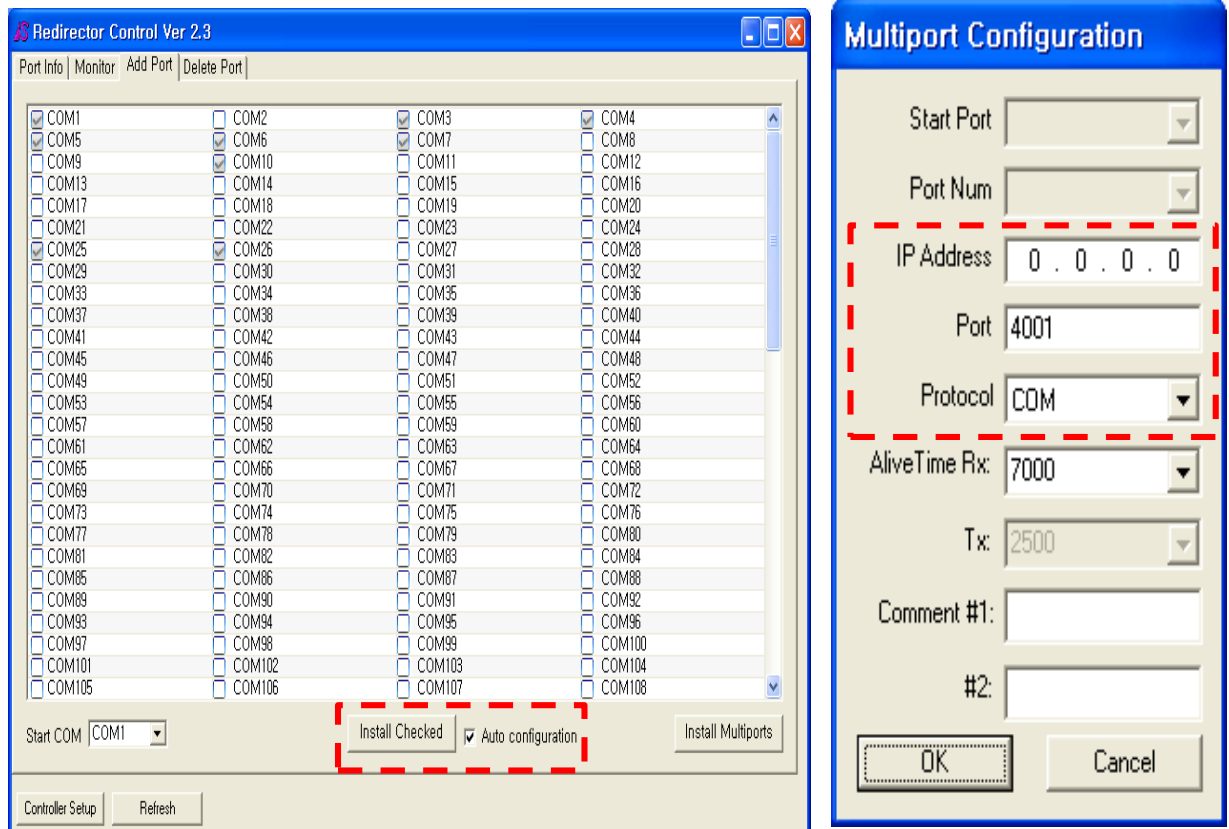 Redirector Control Ver 2.3
Port Info Monitor Add Port Delete Port
COM1 COM2 COM3 COM4
COM5 COM6 COM7 COM8
COM9 COM10 COM11 COM12
COM13 COM14 COM15 COM16
COM17 COM18 COM19 COM20
COM21 COM22 COM23 COM24
COM25 COM26 COM27 COM28
COM29 COM30 COM31 COM32
COM33 COM34 COM35 COM36
COM37 COM38 COM39 COM40
COM41 COM42 COM43 COM44
COM45 COM46 COM47 COM48
COM49 COM50 COM51 COM52
COM53 COM54 COM55 COM56
COM57 COM58 COM59 COM60
COM61 COM62 COM63 COM64
COM65 COM66 COM67 COM68
COM69 COM70 COM71 COM72
COM73 COM74 COM75 COM76
COM77 COM78 COM79 COM80
COM81 COM82 COM83 COM84
COM85 COM86 COM87 COM88
COM89 COM90 COM91 COM92
COM93 COM94 COM95 COM96
COM97 COM98 COM99 COM100
COM101 COM102 COM103 COM104
COM105 COM106 COM107 COM108
Start COM COM1 Install Checked Auto configuration Install Multiports
Controller Setup Refresh
Multiport Configuration
Start Port
Port Num
IP Address 0 . 0 . 0 . 0
Port 4001
Protocol COM
AliveTime Rx: 7000
Tx: 2500
Comment #1:
#2:
OK Cancel